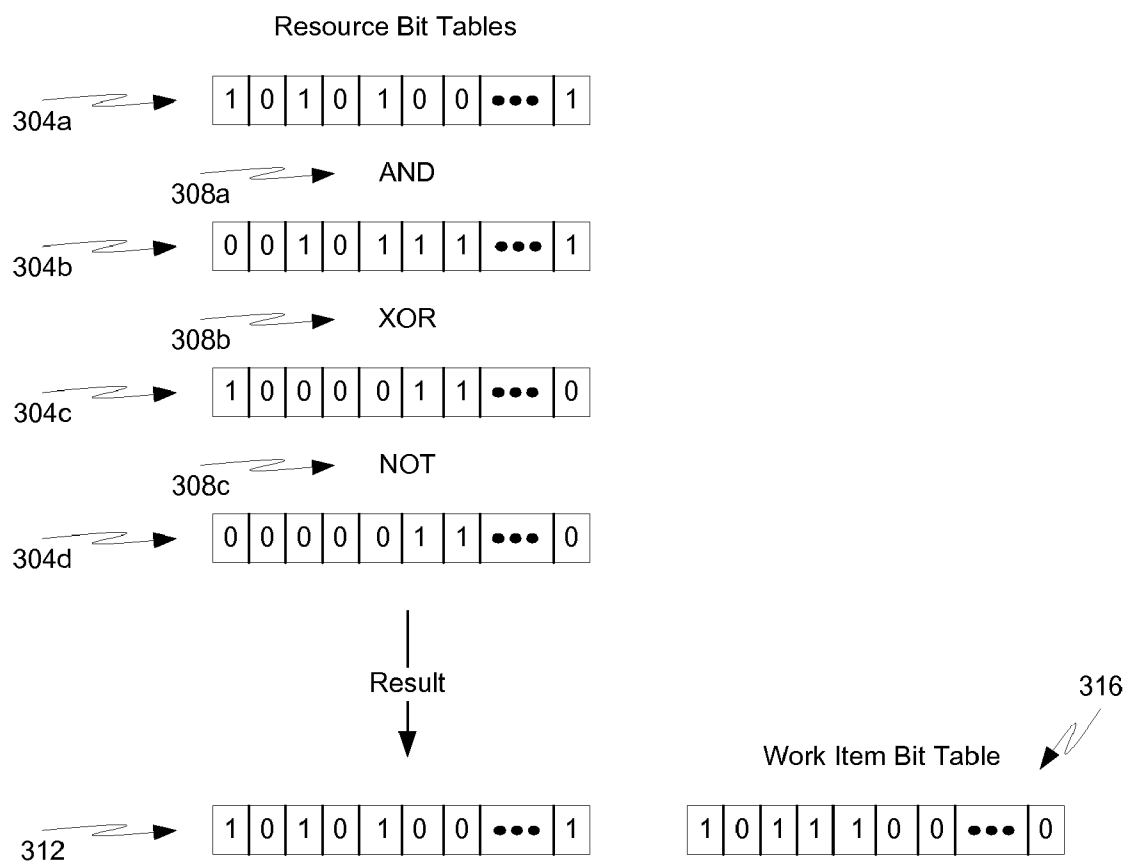 Resource Bit Tables
1 0 1 0 1 0 0 ••• 1
304a
AND
308a
0 0 1 0 1 1 1 ••• 1
304b
XOR
308b
1 0 0 0 0 1 1 ••• 0
304c
NOT
308c
0 0 0 0 0 1 1 ••• 0
304d
Result
316
Work Item Bit Table
1 0 1 0 1 0 0 ••• 1
1 0 1 1 1 0 0 ••• 0
312